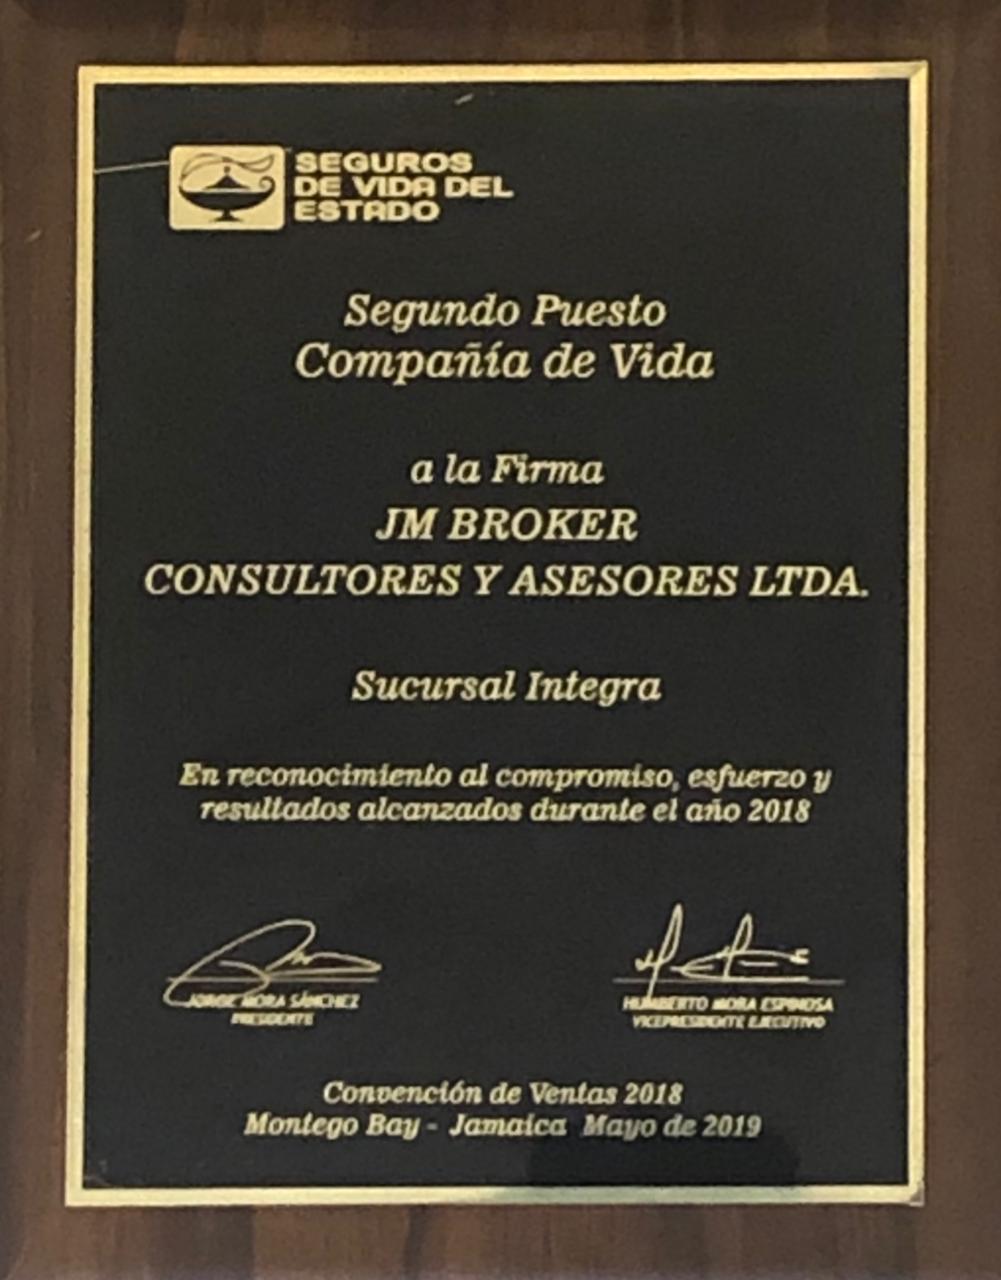 SEGUROS
DE VIDA DEL
ESTADO
Segundo Puesto
Compañía de Vida
a la Firma
JM BROKER
CONSULTORES Y ASESORES LTDA.
Sucursal Integra
En reconocimiento al compromiso, esfuerzo y
resultados alcanzados durante el año 2018
JORGE MORA SÁNCHEZ
PRESIDENTE
HUMBERTO MORA ESPINOSA
VICEPRESIDENTE EJECUTIVO
Convención de Ventas 2018
Montego Bay - Jamaica Mayo de 2019